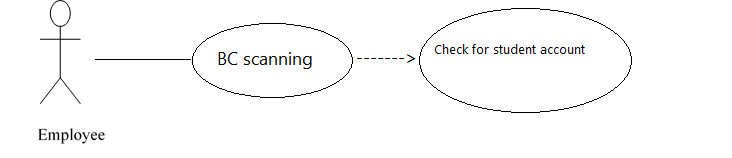 BC scanning
Check for student account
Employee